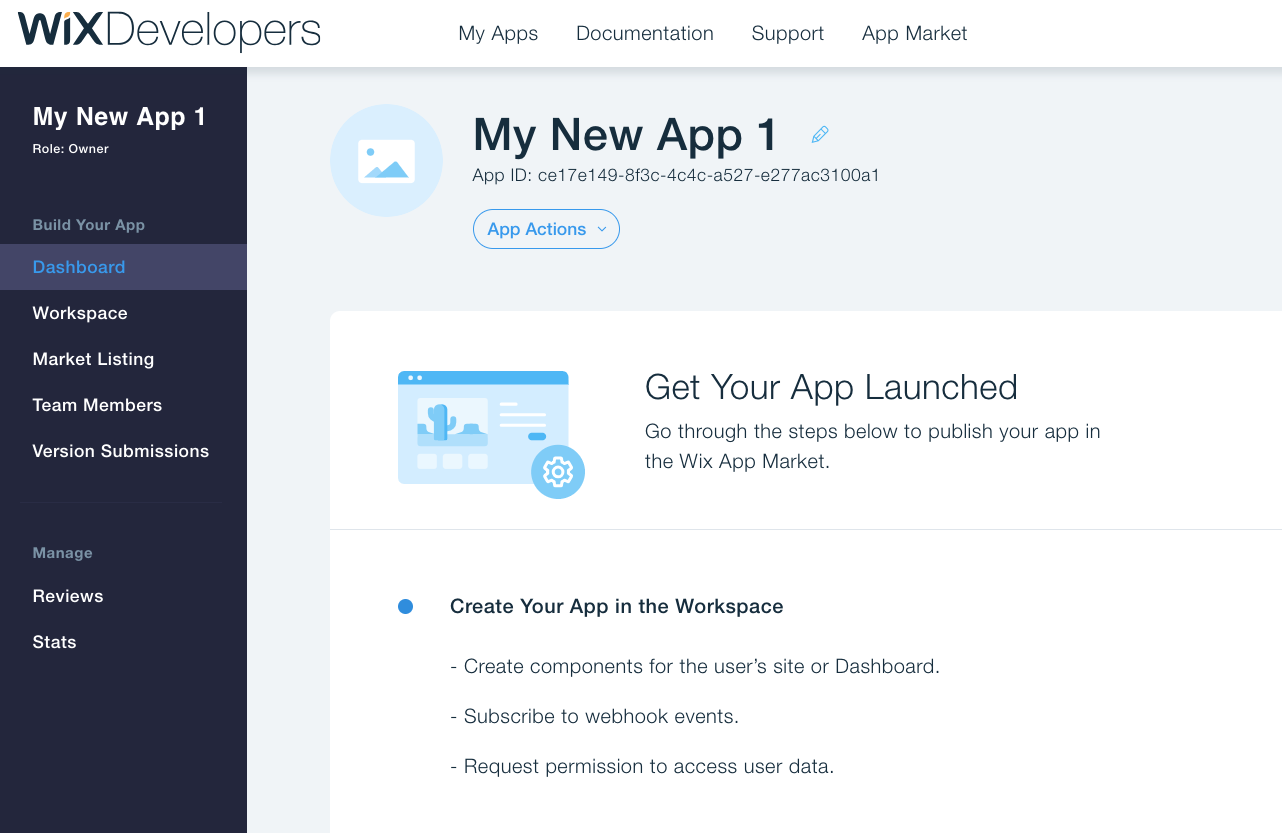 WiXDevelopers
My Apps
Documentation
Support
App Market
My New App 1
Role: Owner
Build Your App
Dashboard
Workspace
Market Listing
Team Members
Version Submissions
Manage
Reviews
Stats
My New App 1
App ID: ce17e149-8f3c-4c4c-a527-e277ac3100a1
App Actions
Get Your App Launched
Go through the steps below to publish your app in
the Wix App Market.
Create Your App in the Workspace
- Create components for the user’s site or Dashboard.
- Subscribe to webhook events.
- Request permission to access user data.